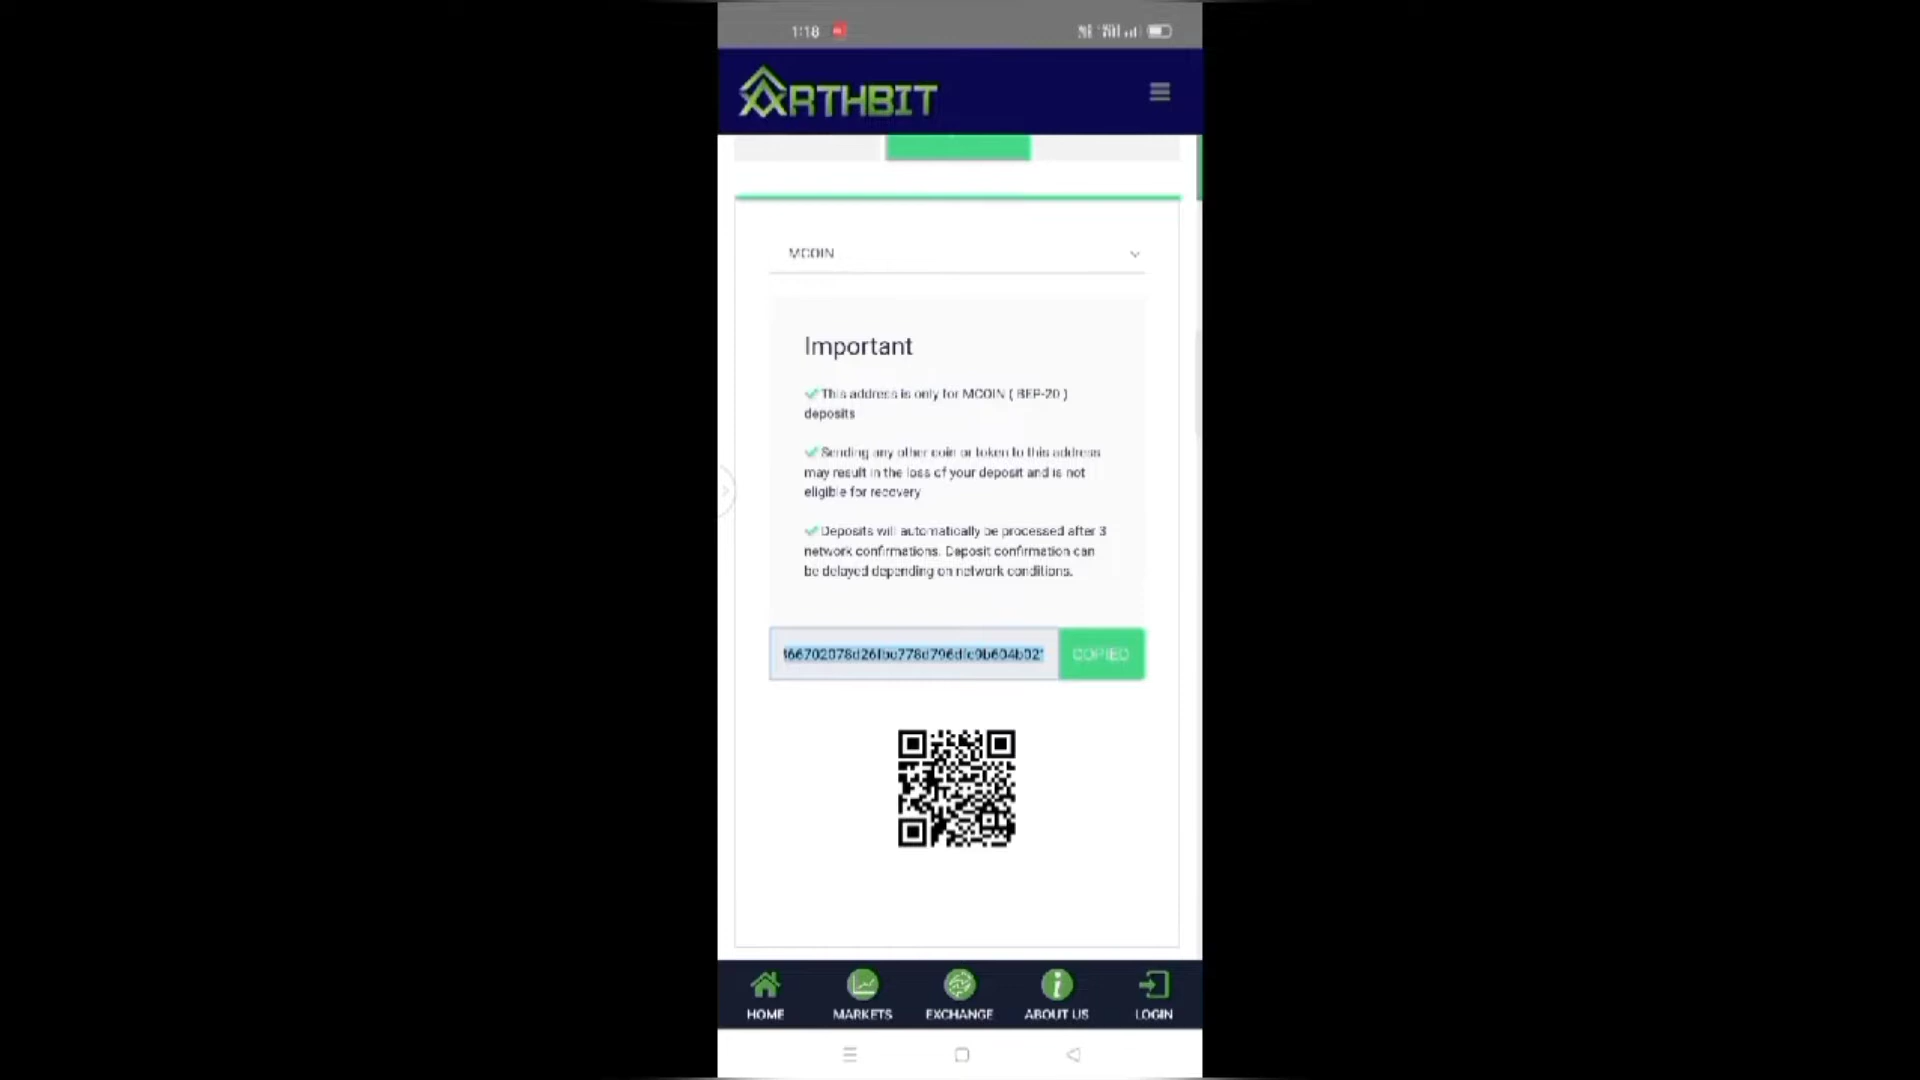 1:18
ARTHBIT
MCOIN
Important
This address is only for MCOIN ( BEP-20 )
deposits
Sending any other coin or token to this address
may result in the loss of your deposit and is not
eligible for recovery
Deposits will automatically be processed after 3
network confirmations. Deposit confirmation can
be delayed depending on network conditions.
COPIED
HOME
MARKETS
EXCHANGE
ABOUT US
LOGIN